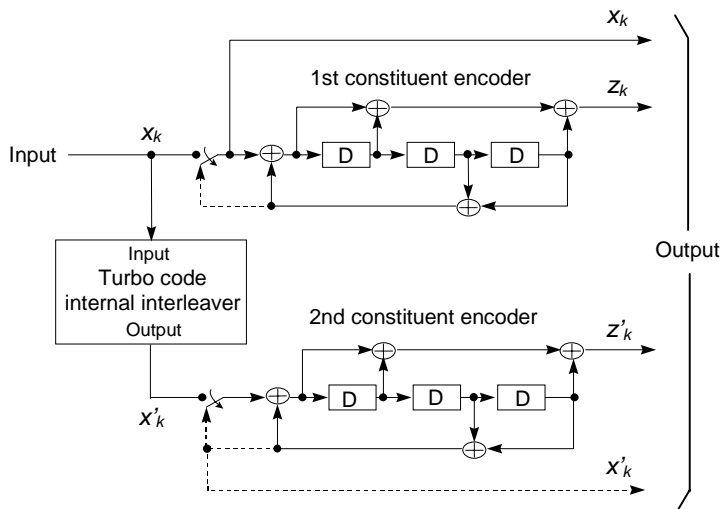 x_k
1st constituent encoder
z_k
x_k
Input
D
D
D
Input
Turbo code
internal interleaver
Output
Output
2nd constituent encoder
z'_k
D
D
D
x'_k
x'_k